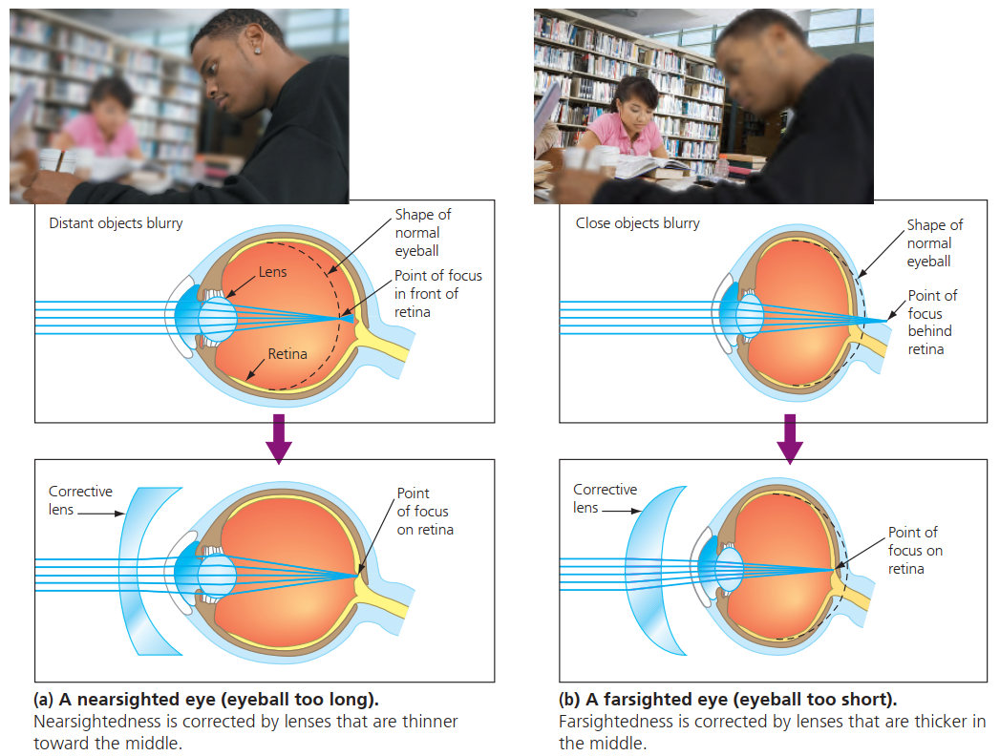 Distant objects blurry
Shape of
normal
eyeball
Lens
Point of focus
in front of
retina
Retina
Corrective
lens
Point
of focus
on retina
(a) A nearsighted eye (eyeball too long).
Nearsightedness is corrected by lenses that are thinner
toward the middle.
Close objects blurry
Shape of
normal
eyeball
Point of
focus
behind
retina
Corrective
lens
Point of
focus on
retina
(b) A farsighted eye (eyeball too short).
Farsightedness is corrected by lenses that are thicker in
the middle.